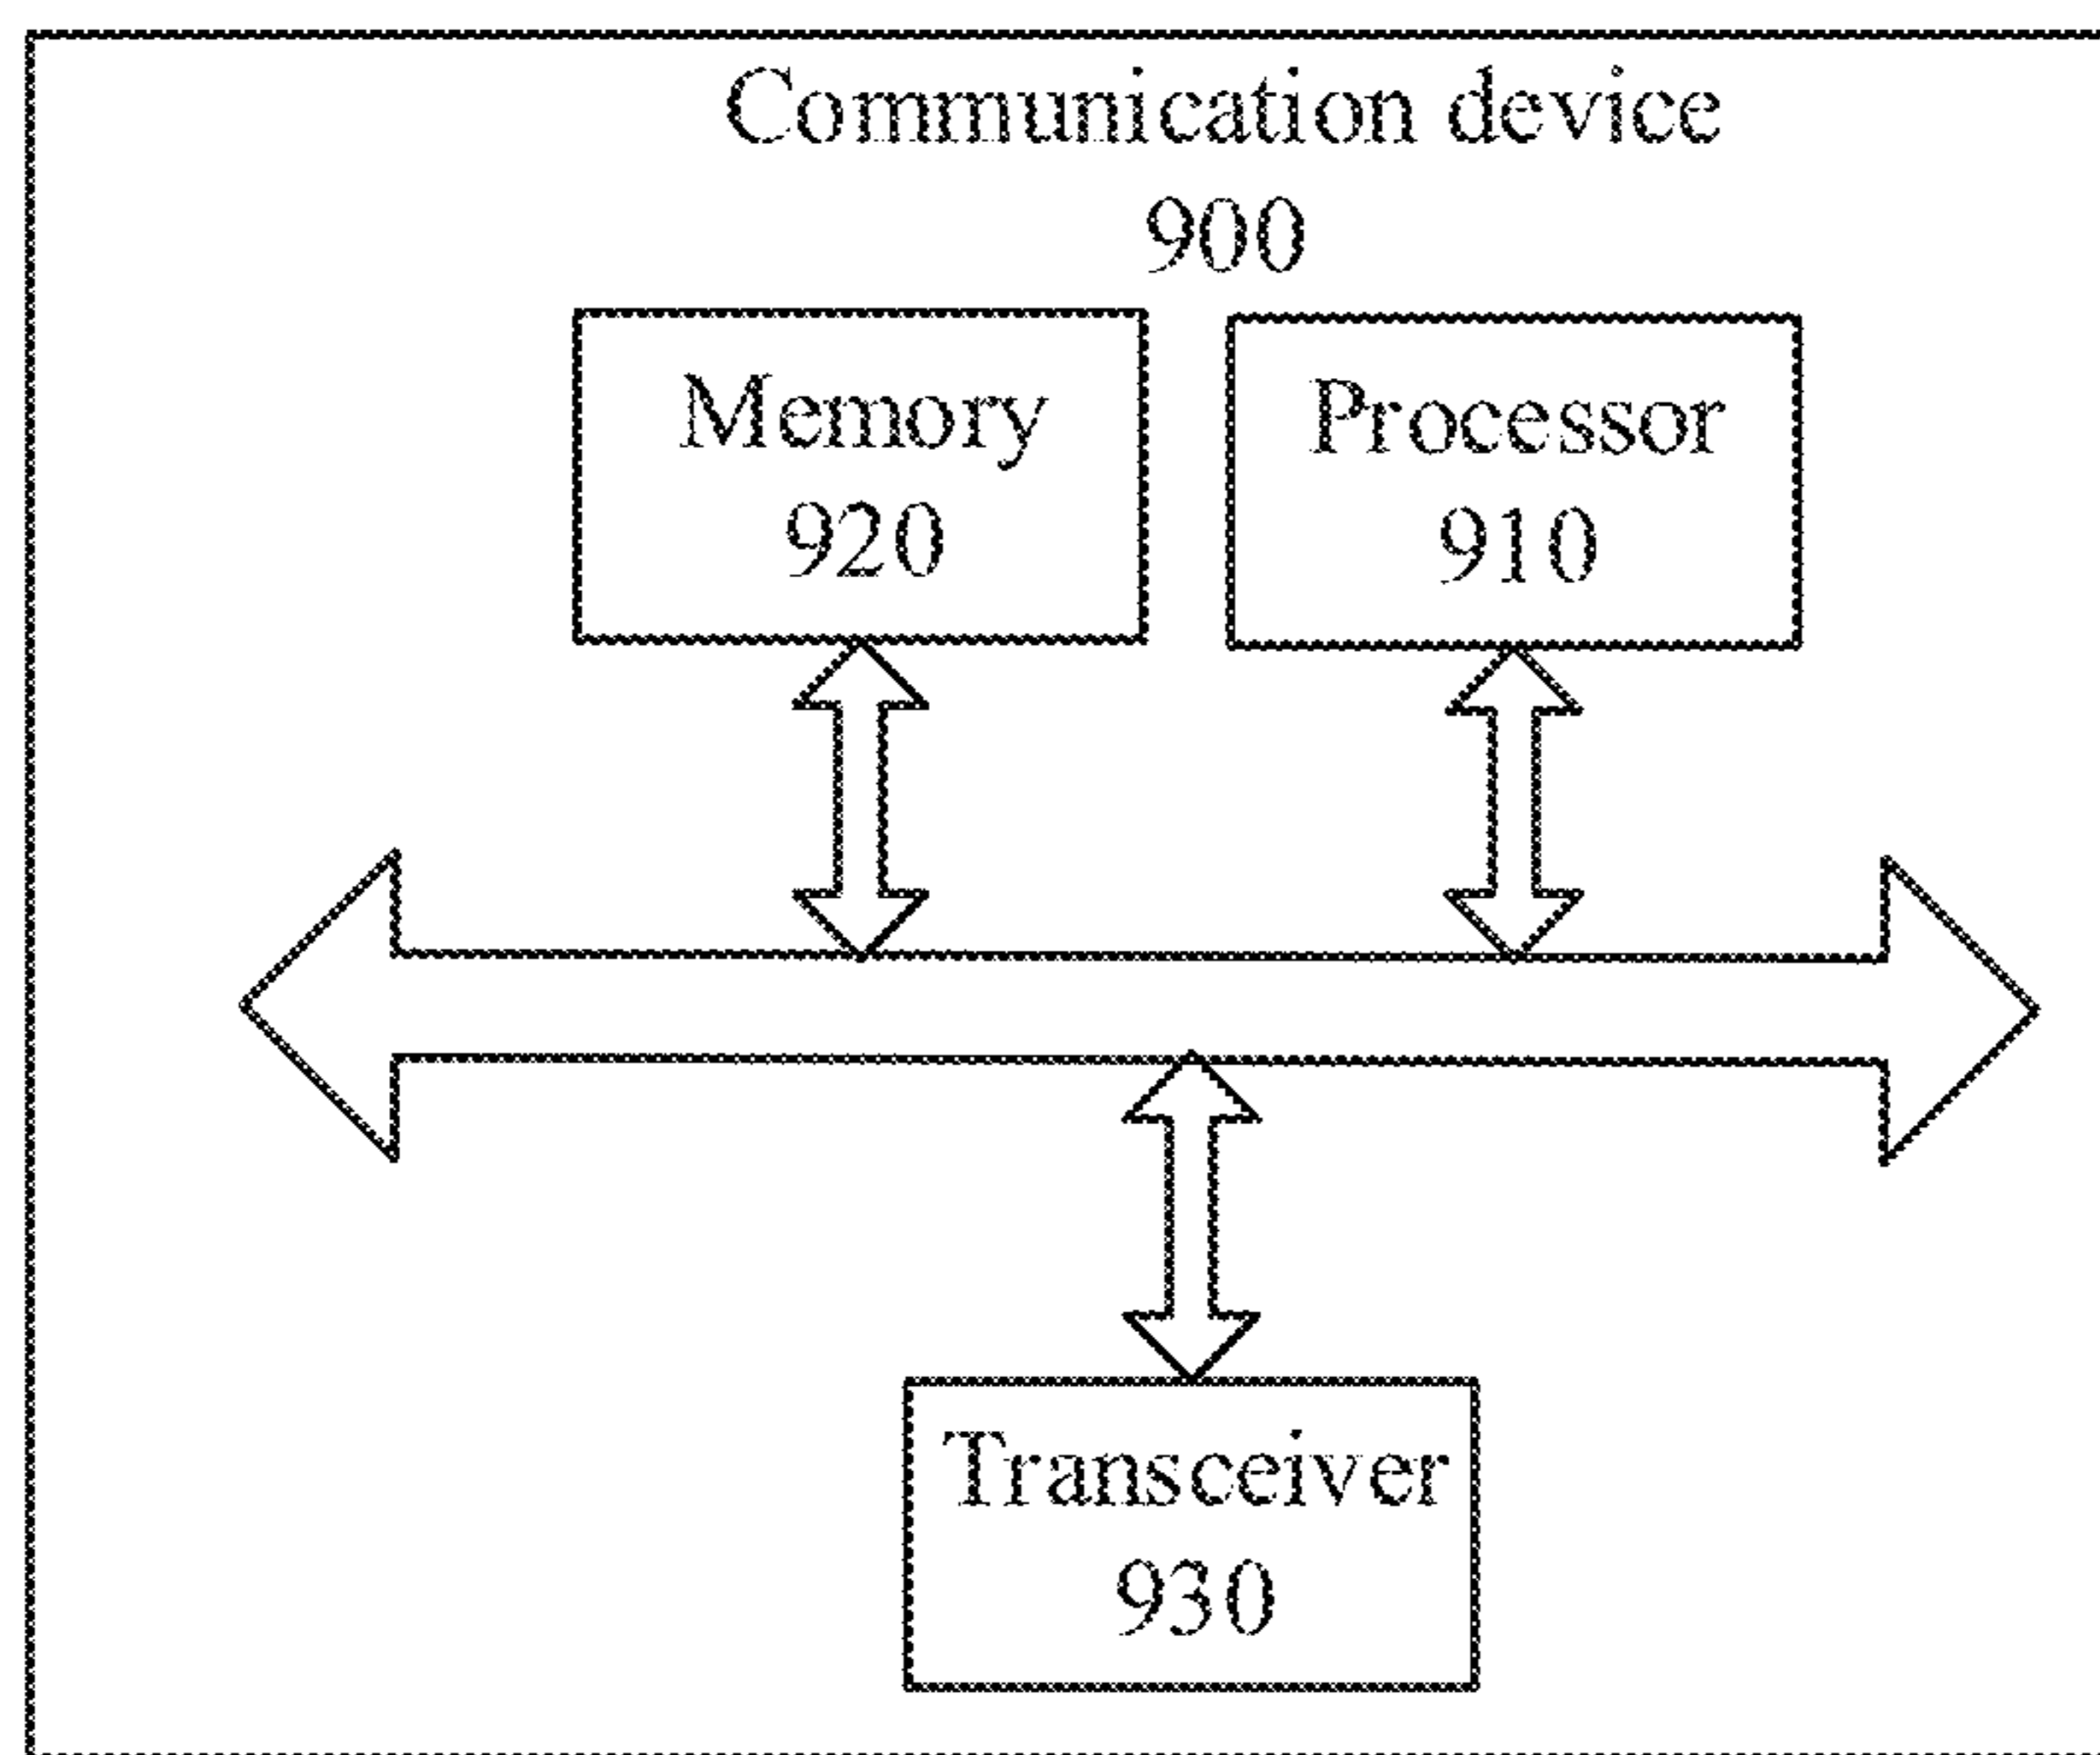 Communication device
900
Memory
920
Processor
910
Transceiver
930